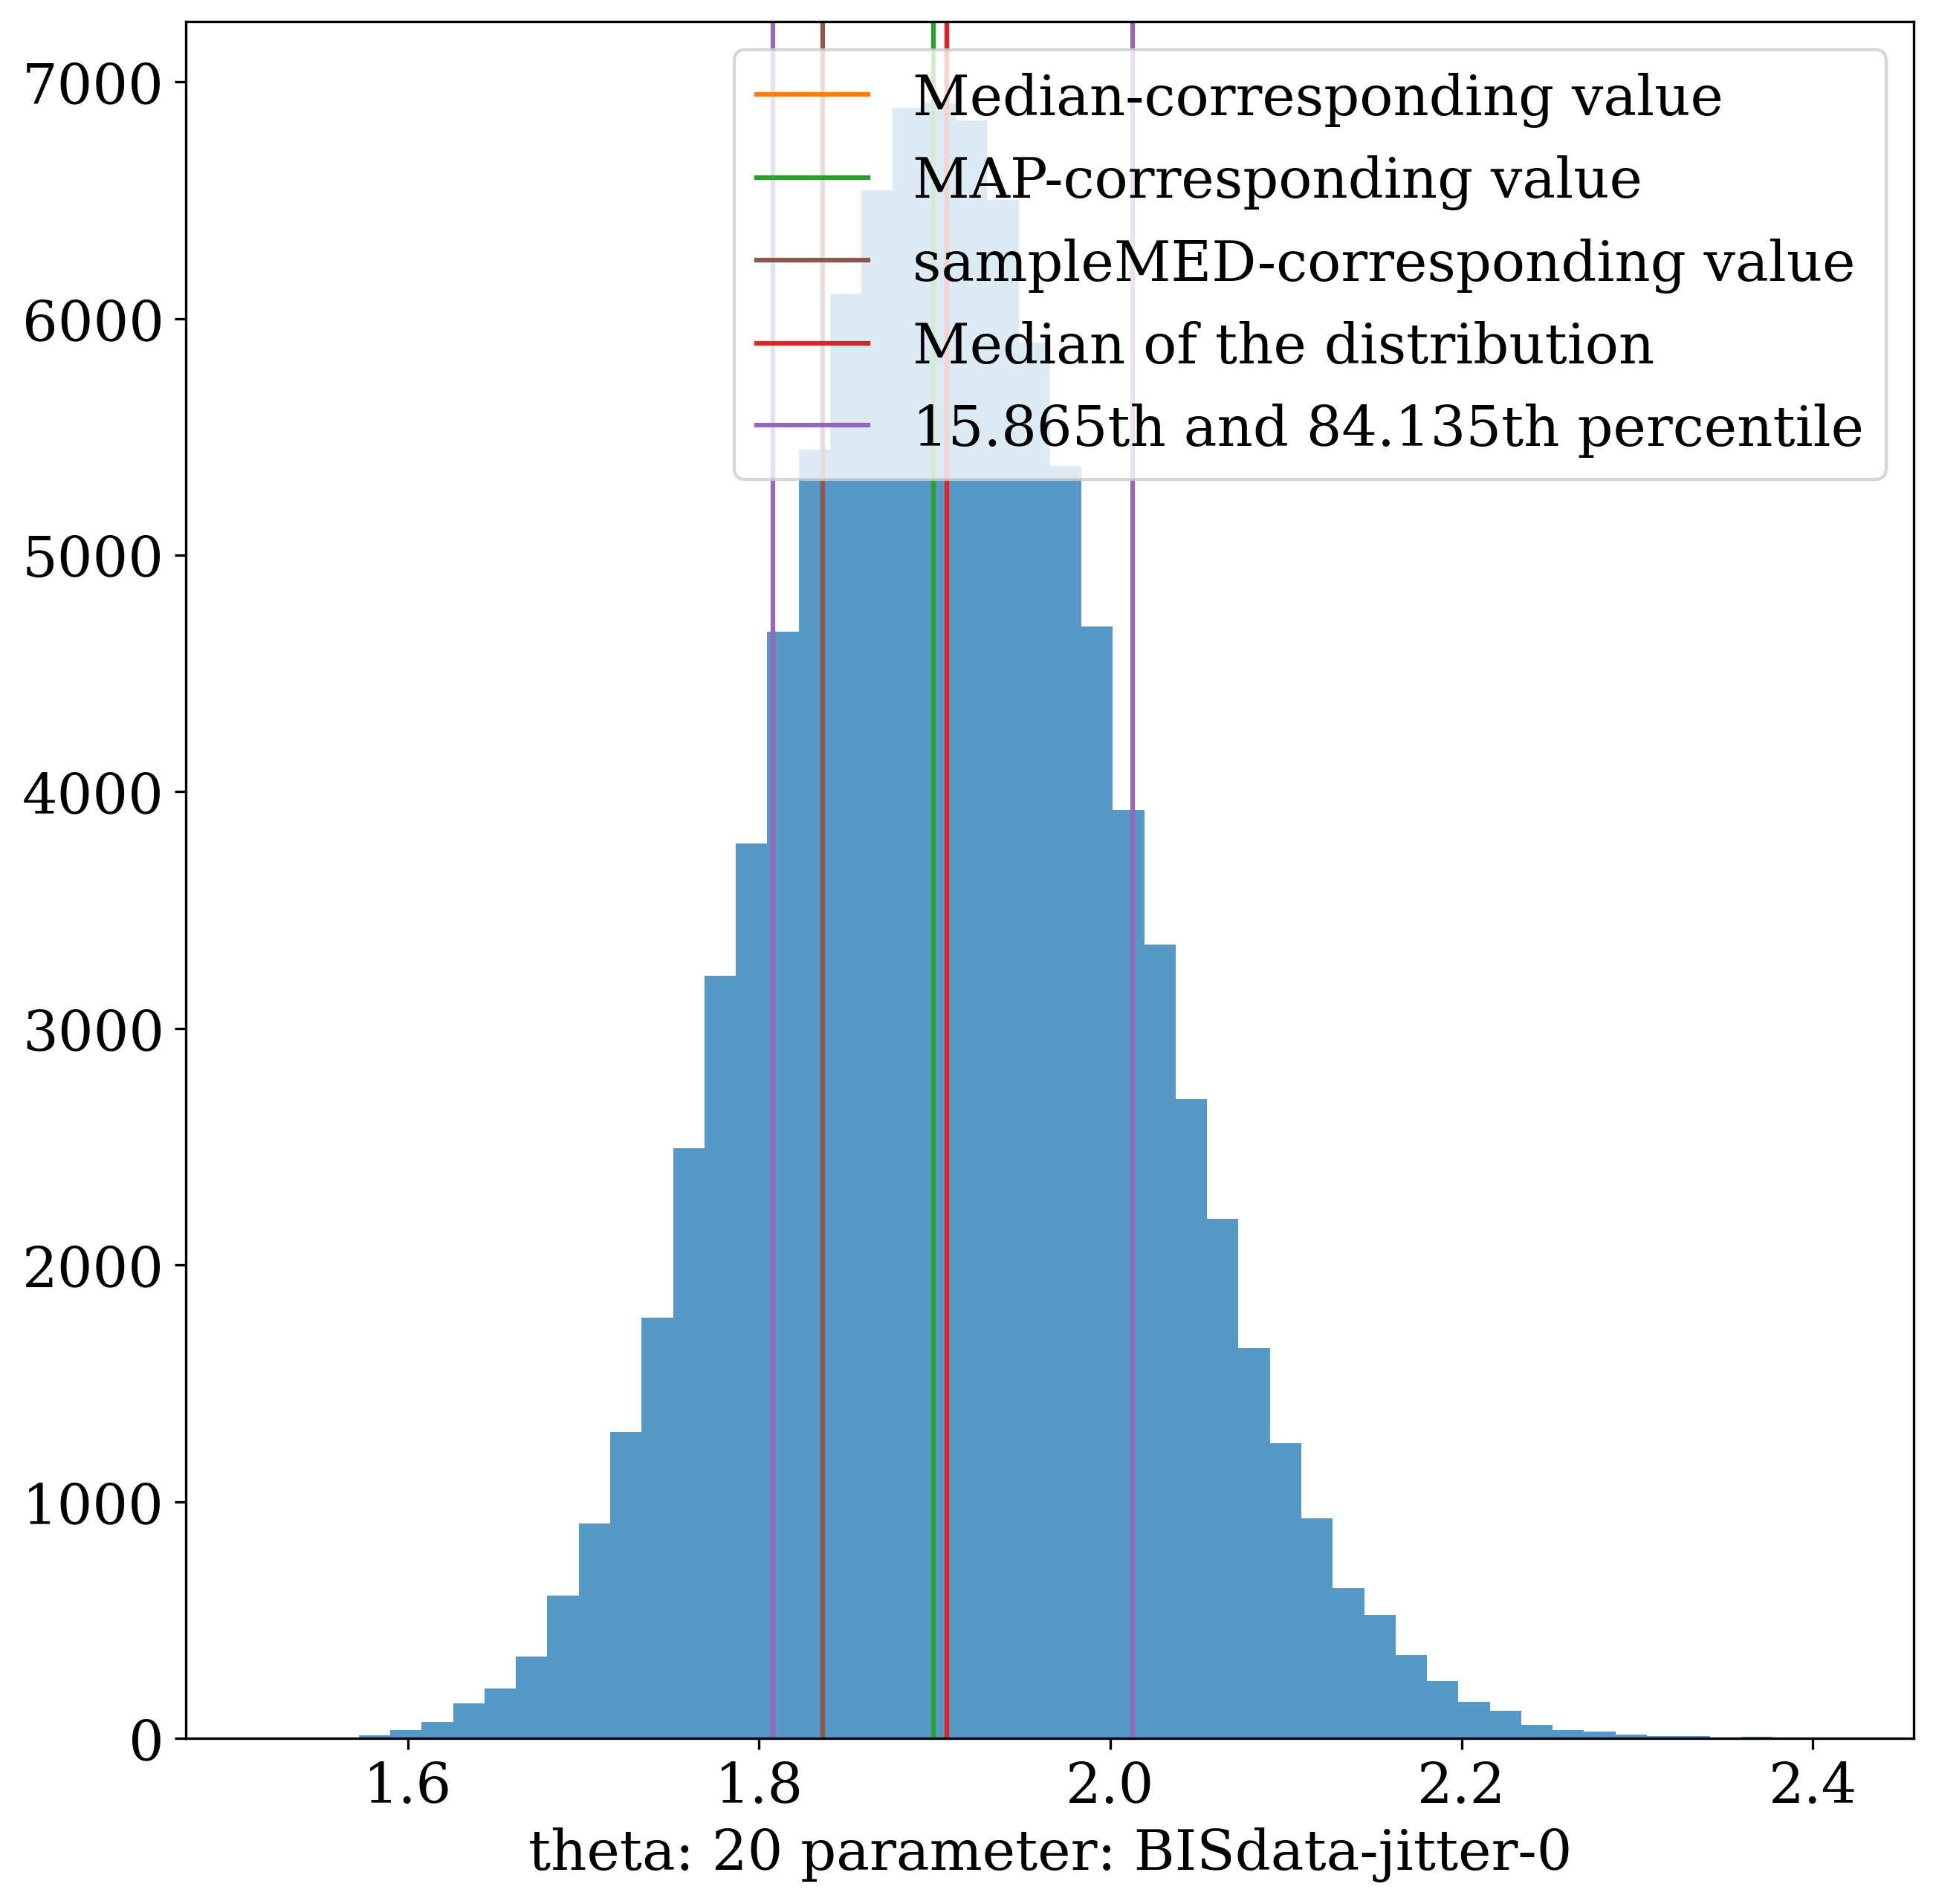 Median-corresponding value
MAP-corresponding value
sampleMED-corresponding value
Median of the distribution
15.865th and 84.135th percentile
7000
6000
5000
4000
3000
2000
1000
0
1.6 1.8 2.0 2.2 2.4
theta: 20 parameter: BISdata-jitter-0